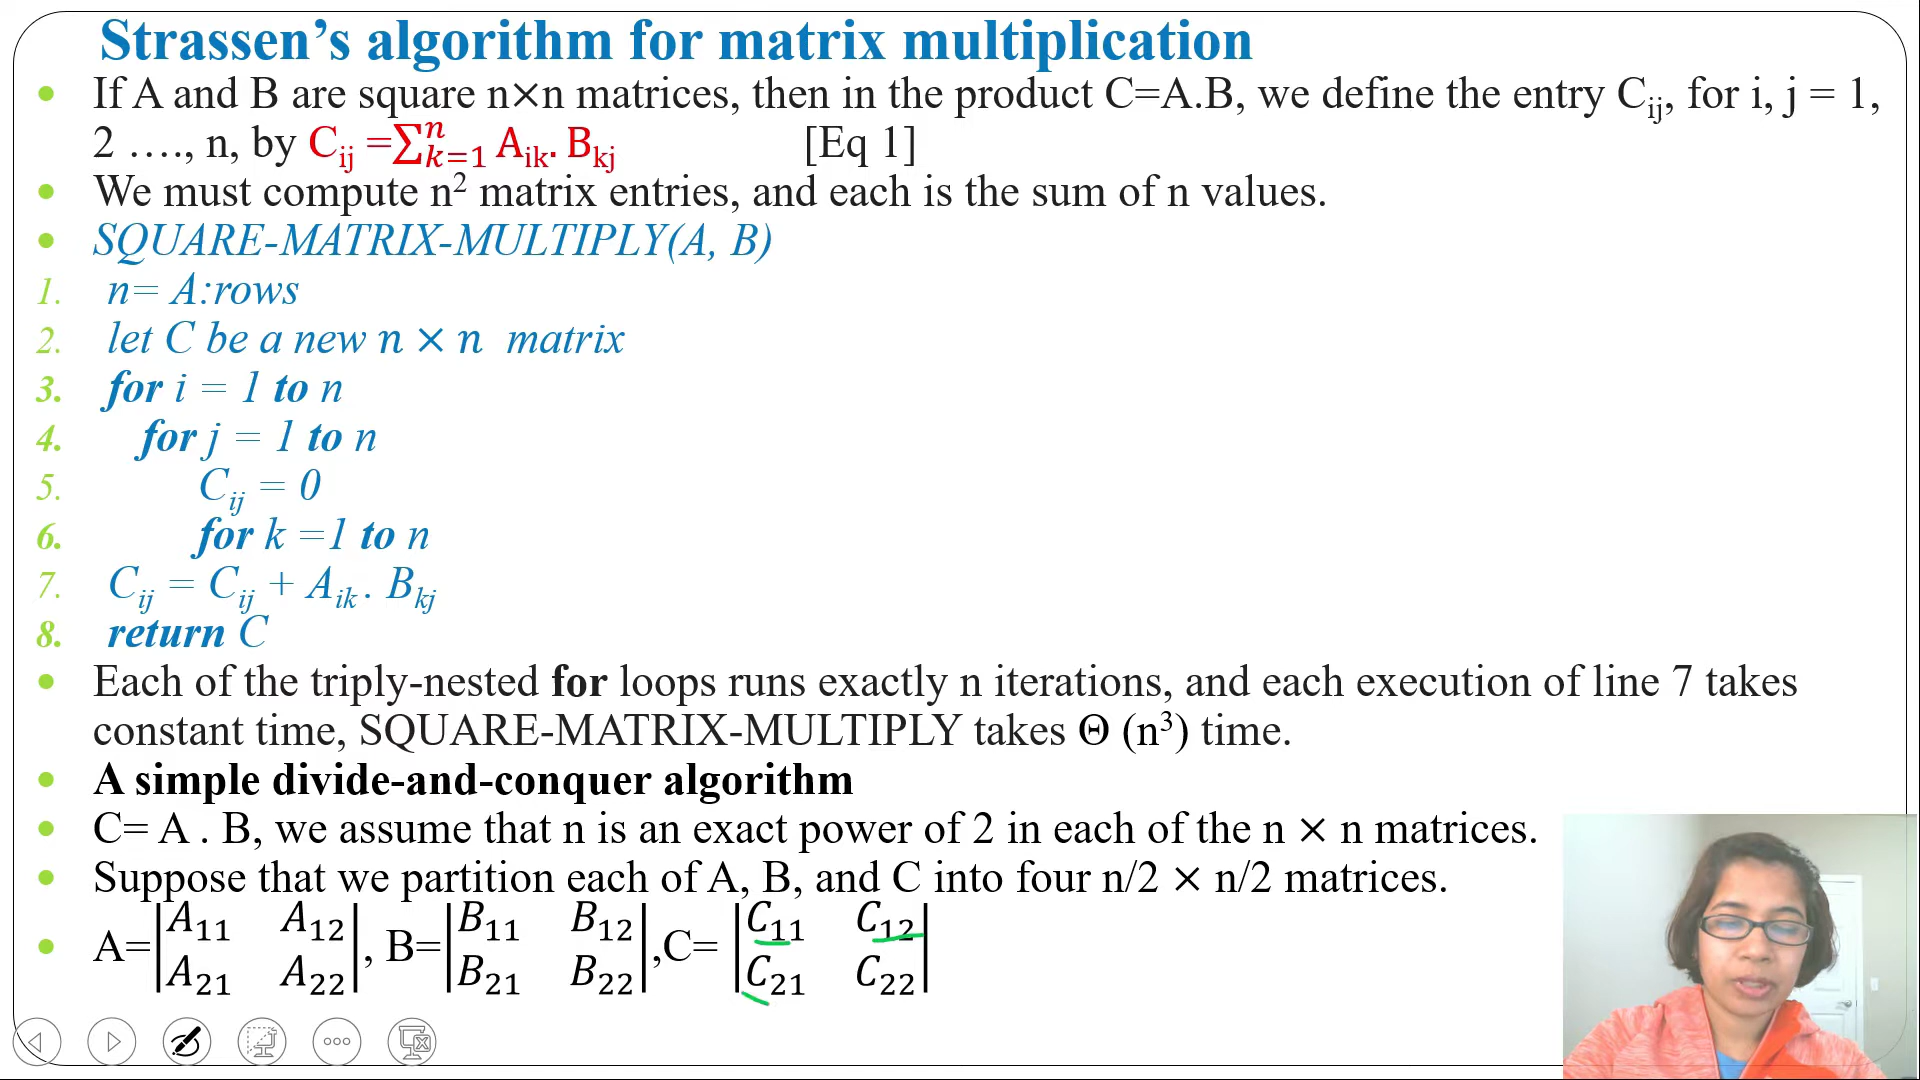 Strassen’s algorithm for matrix multiplication
• If A and B are square n×n matrices, then in the product C=A.B, we define the entry Cᵢⱼ, for i, j = 1,
2 …., n, by Cᵢⱼ =∑ⁿₖ₌₁ Aᵢₖ. Bₖⱼ [Eq 1]
• We must compute n² matrix entries, and each is the sum of n values.
• SQUARE-MATRIX-MULTIPLY(A, B)
1. n= A:rows
2. let C be a new n × n matrix
3. for i = 1 to n
4. for j = 1 to n
5. Cᵢⱼ = 0
6. for k =1 to n
7. Cᵢⱼ = Cᵢⱼ + Aᵢₖ. Bₖⱼ
8. return C
• Each of the triply-nested for loops runs exactly n iterations, and each execution of line 7 takes
constant time, SQUARE-MATRIX-MULTIPLY takes Θ (n³) time.
• A simple divide-and-conquer algorithm
• C= A . B, we assume that n is an exact power of 2 in each of the n × n matrices.
• Suppose that we partition each of A, B, and C into four n/2 × n/2 matrices.
• A=|A₁₁ A₁₂ A₂₁ A₂₂|, B=|B₁₁ B₁₂ B₂₁ B₂₂|,C= |C₁₁ C₁₂ C₂₁ C₂₂|